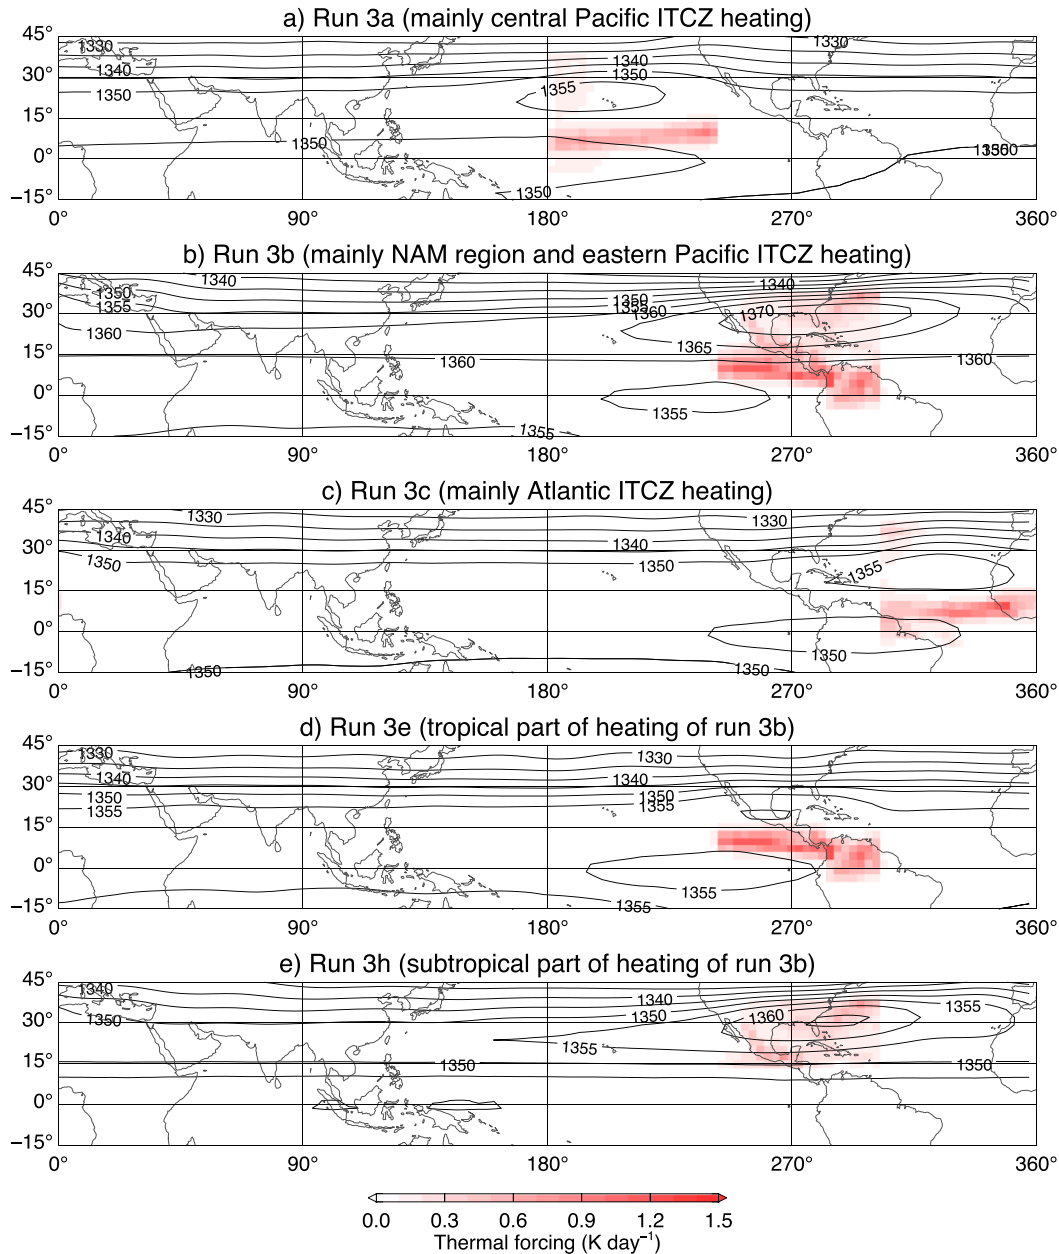 a) Run 3a (mainly central Pacific ITCZ heating)
45°
1330 1330
1340 1340
30° 1350
1350 1355
15°
1350
0° 1350
1350
−15°
0° 90° 180° 270° 360°
b) Run 3b (mainly NAM region and eastern Pacific ITCZ heating)
45°
1340 1340
1350 1350
1355 1355
30° 1360 1370
1360
1365
15° 1360 1360
0°
1355
1355
−15°
0° 90° 180° 270° 360°
c) Run 3c (mainly Atlantic ITCZ heating)
45°
1330 1330
1340 1340
30°
1350 1350 1355
15°
0°
1350
1350 1350
−15°
0° 90° 180° 270° 360°
d) Run 3e (tropical part of heating of run 3b)
45°
1330 1330
1340 1340
30°
1350 1350
1355 1355
15°
0°
1355
1355
−15°
0° 90° 180° 270° 360°
e) Run 3h (subtropical part of heating of run 3b)
45°
1340 1340
1350 1350 1360 1355
30°
1355
15° 1350 1350
0°
−15°
0° 90° 180° 270° 360°
0.0 0.3 0.6 0.9 1.2 1.5
Thermal forcing (K day⁻¹)